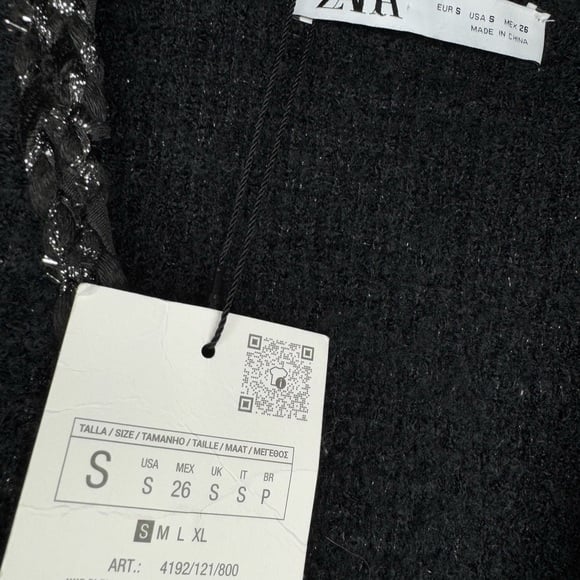 ZARA
EUR S USA S MEX 26
MADE IN CHINA
TALLA / SIZE / TAMANHO / TAILLE / MAAT / ΜΕΓΕΘΟΣ
USA MEX UK IT BR
S S 26 S S P
S M L XL
ART.: 4192/121/800